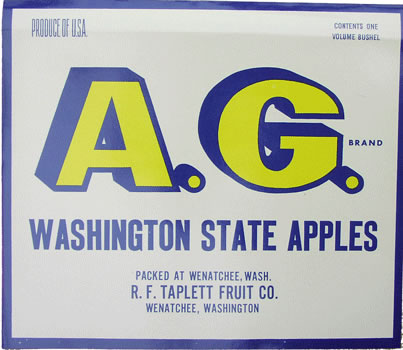 PRODUCE OF U.S.A.
CONTENTS ONE
VOLUME BUSHEL
A.G.
BRAND
WASHINGTON STATE APPLES
PACKED AT WENATCHEE, WASH.
R. F. TAPLETT FRUIT CO.
WENATCHEE, WASHINGTON